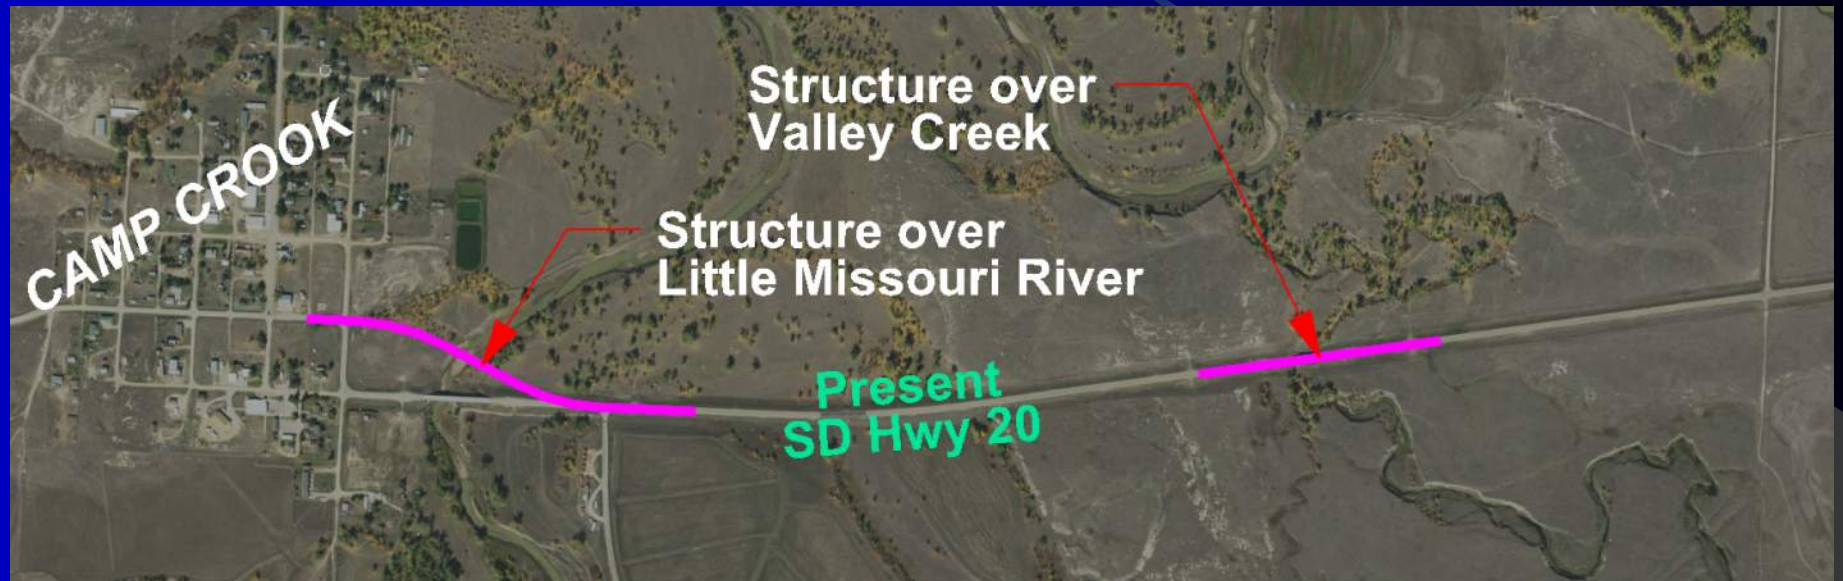 CAMP CROOK
Structure over
Valley Creek
Structure over
Little Missouri River
Present
SD Hwy 20